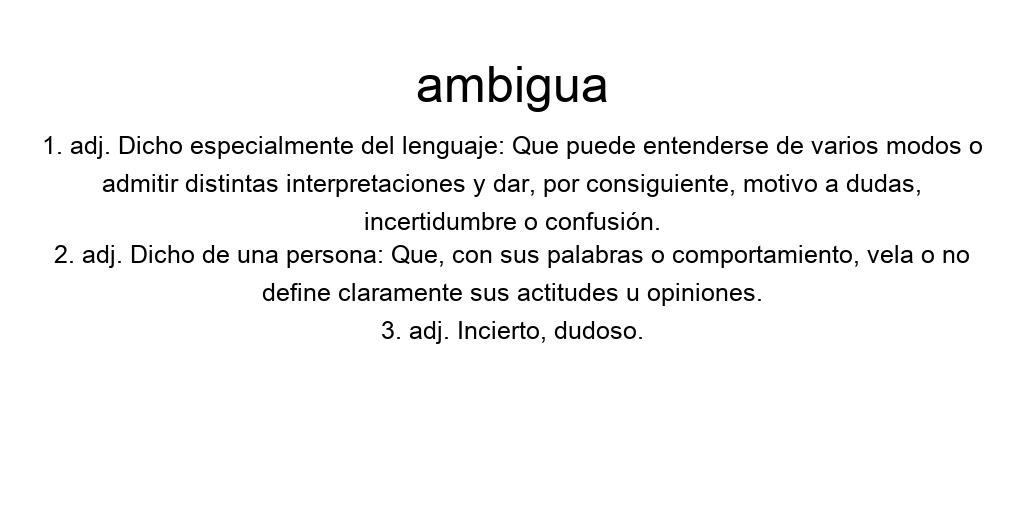 ambigua
1. adj. Dicho especialmente del lenguaje: Que puede entenderse de varios modos o
admitir distintas interpretaciones y dar, por consiguiente, motivo a dudas,
incertidumbre o confusión.
2. adj. Dicho de una persona: Que, con sus palabras o comportamiento, vela o no
define claramente sus actitudes u opiniones.
3. adj. Incierto, dudoso.